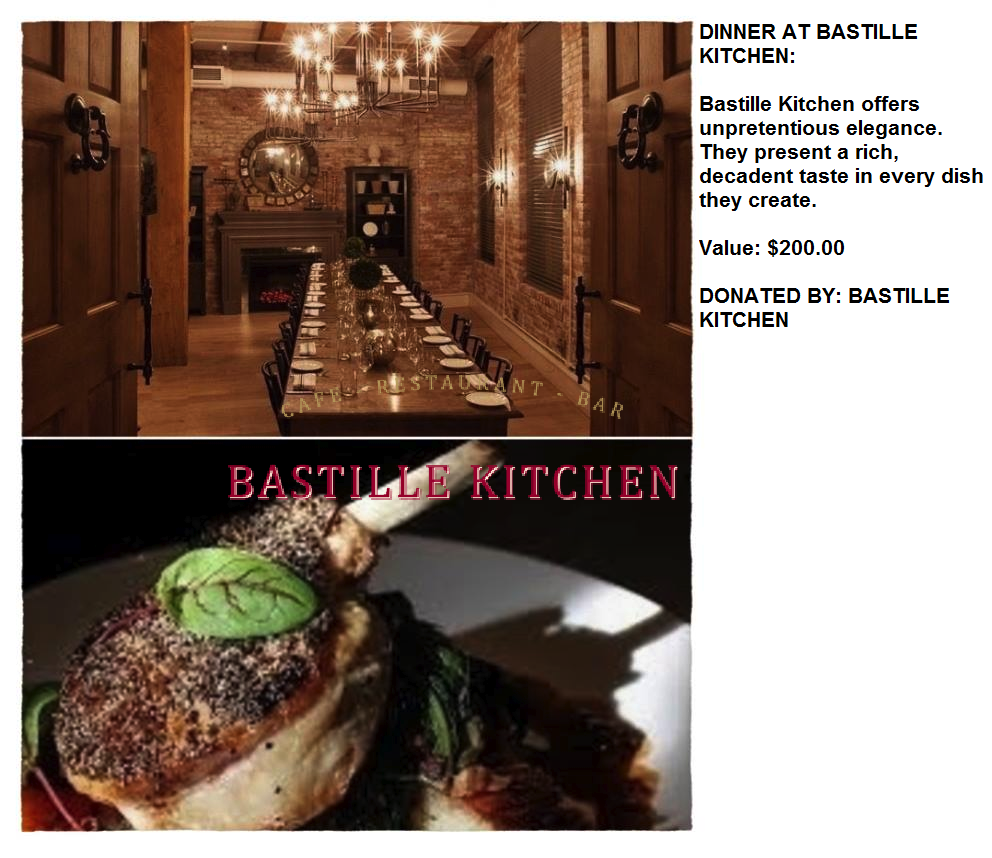 DINNER AT BASTILLE
KITCHEN:
Bastille Kitchen offers
unpretentious elegance.
They present a rich,
decadent taste in every dish
they create.
Value: $200.00
DONATED BY: BASTILLE
KITCHEN
CAFE - RESTAURANT - BAR
BASTILLE KITCHEN